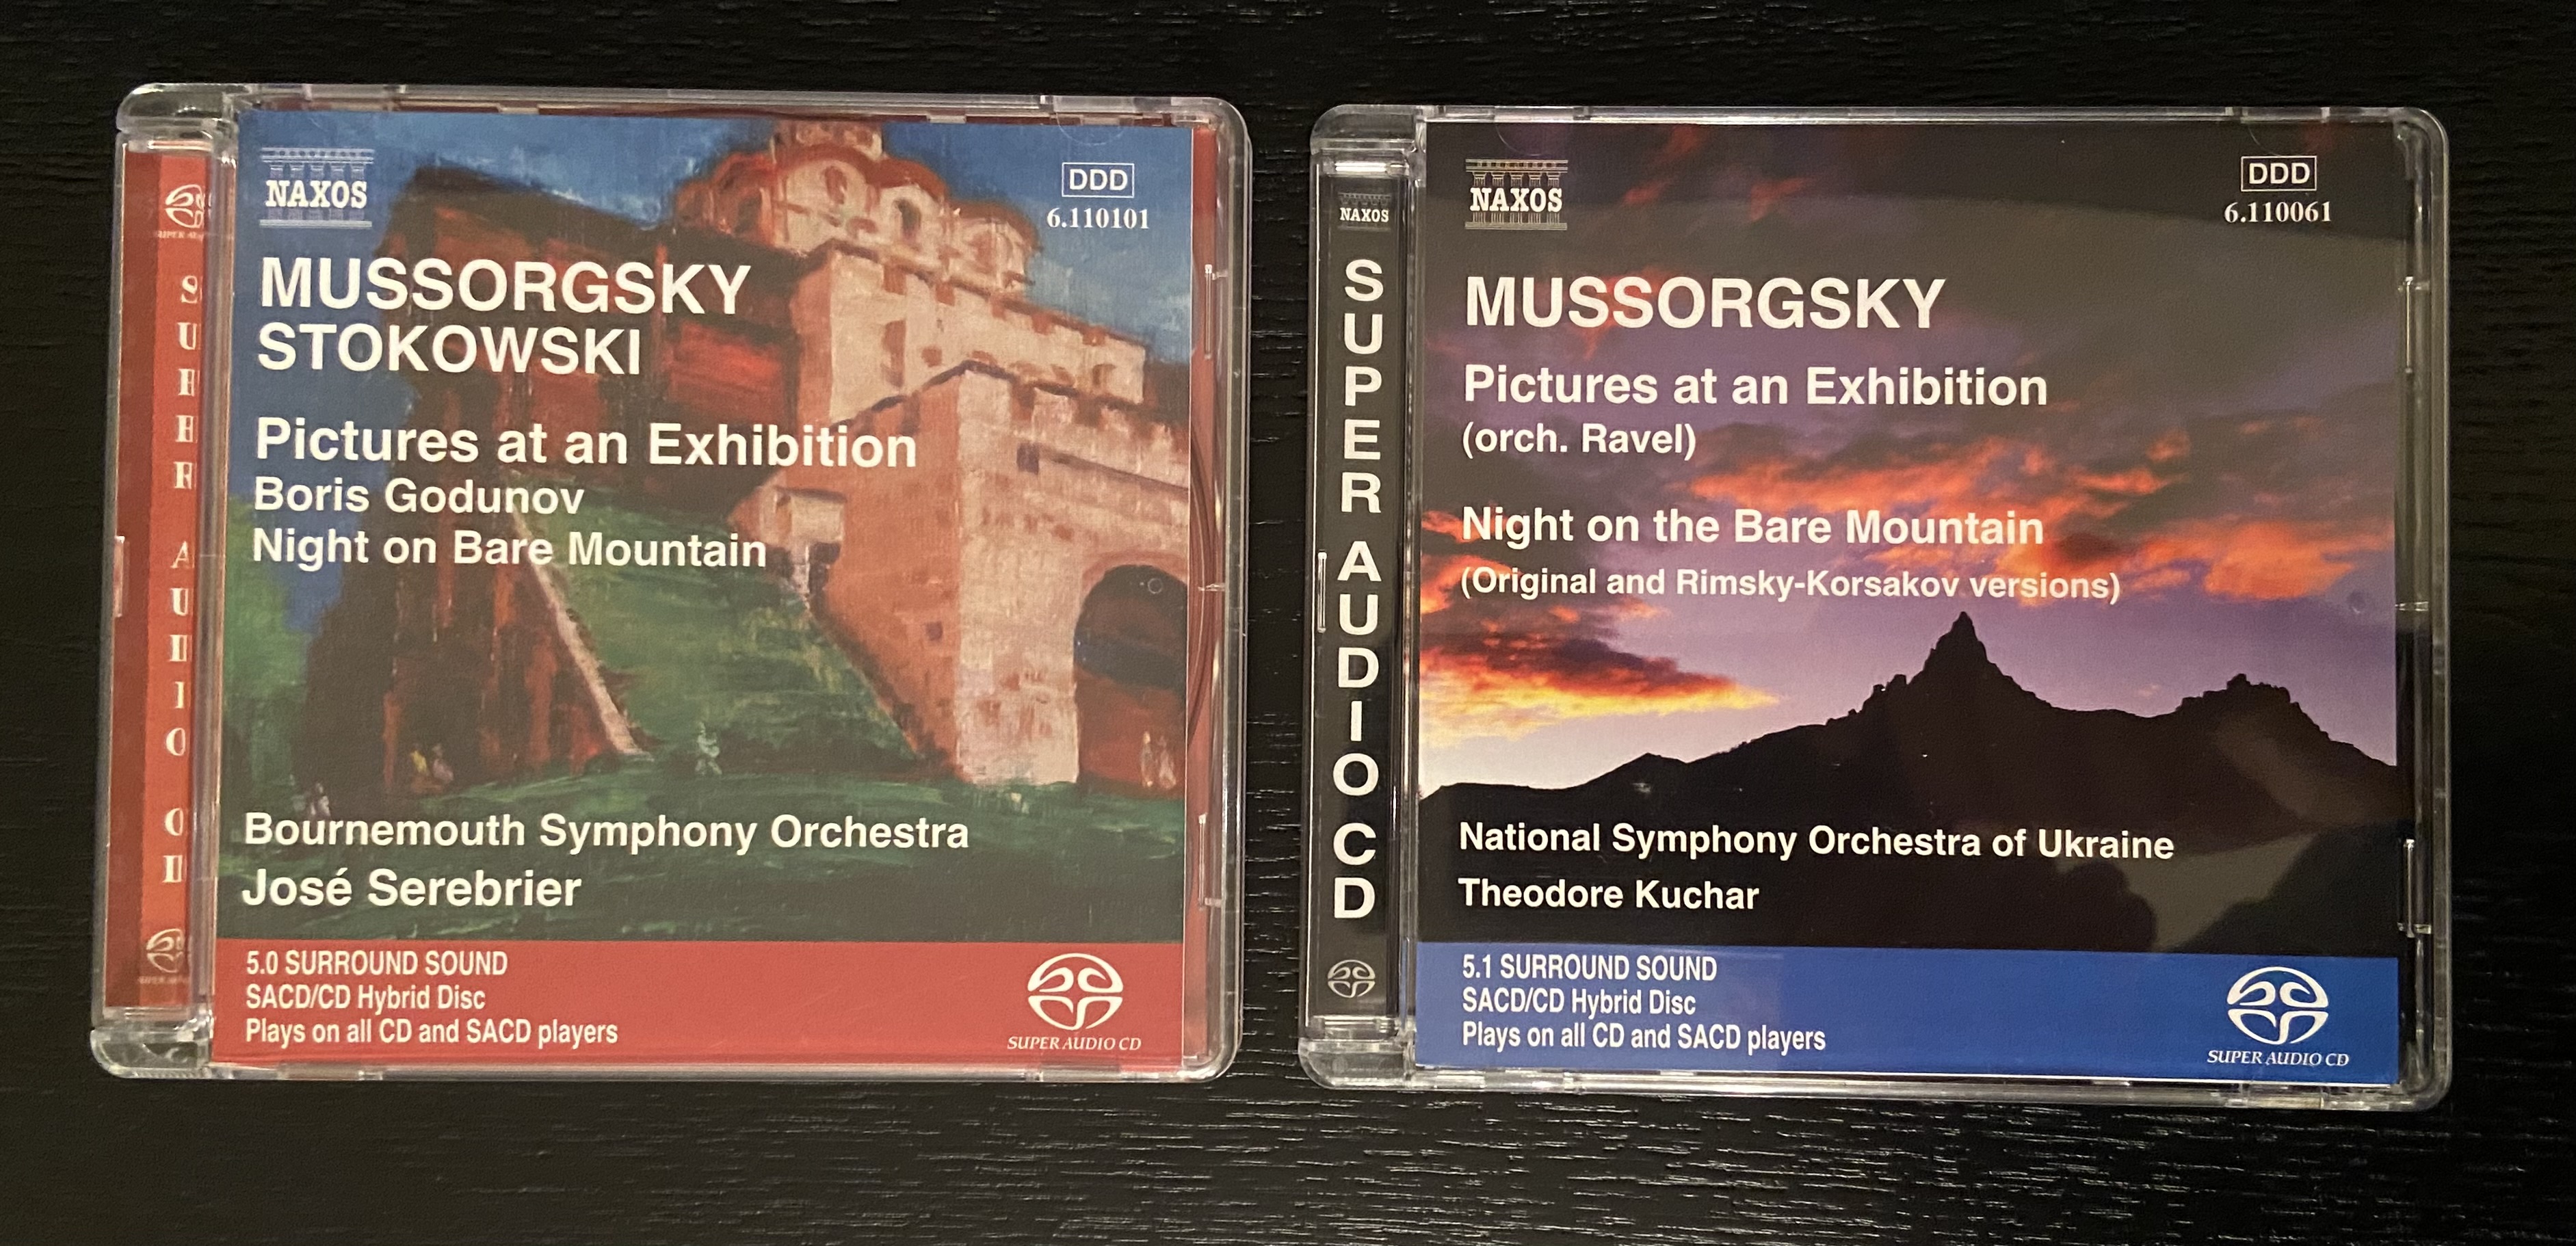 NAXOS
DDD
6.110101
MUSSORGSKY
STOKOWSKI
Pictures at an Exhibition
Boris Godunov
Night on Bare Mountain
Bournemouth Symphony Orchestra
José Serebrier
5.0 SURROUND SOUND
SACD/CD Hybrid Disc
Plays on all CD and SACD players
SUPER AUDIO CD
SUPER AUDIO CD
NAXOS
SUPER AUDIO CD
NAXOS
DDD
6.110061
MUSSORGSKY
Pictures at an Exhibition
(orch. Ravel)
Night on the Bare Mountain
(Original and Rimsky-Korsakov versions)
National Symphony Orchestra of Ukraine
Theodore Kuchar
5.1 SURROUND SOUND
SACD/CD Hybrid Disc
Plays on all CD and SACD players
SUPER AUDIO CD